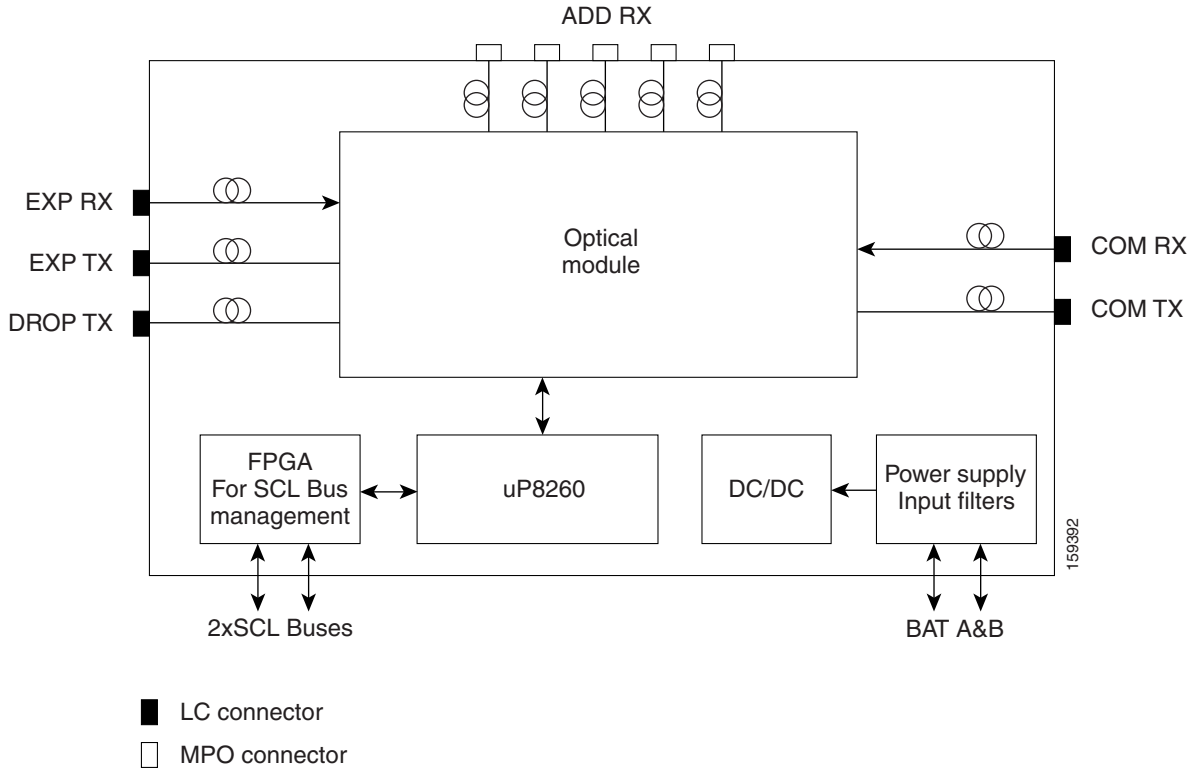 ADD RX
EXP RX
EXP TX
DROP TX
Optical
module
COM RX
COM TX
FPGA
For SCL Bus
management
uP8260
DC/DC
Power supply
Input filters
159392
2xSCL Buses
BAT A&B
LC connector
MPO connector